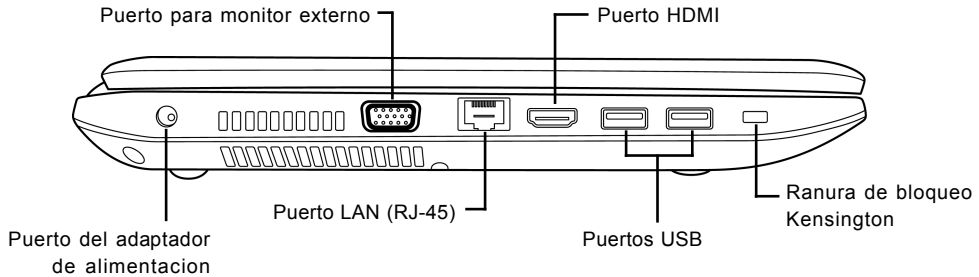 Puerto para monitor externo
Puerto HDMI
Puerto LAN (RJ-45)
Puertos USB
Ranura de bloqueo
Kensington
Puerto del adaptador
de alimentacion